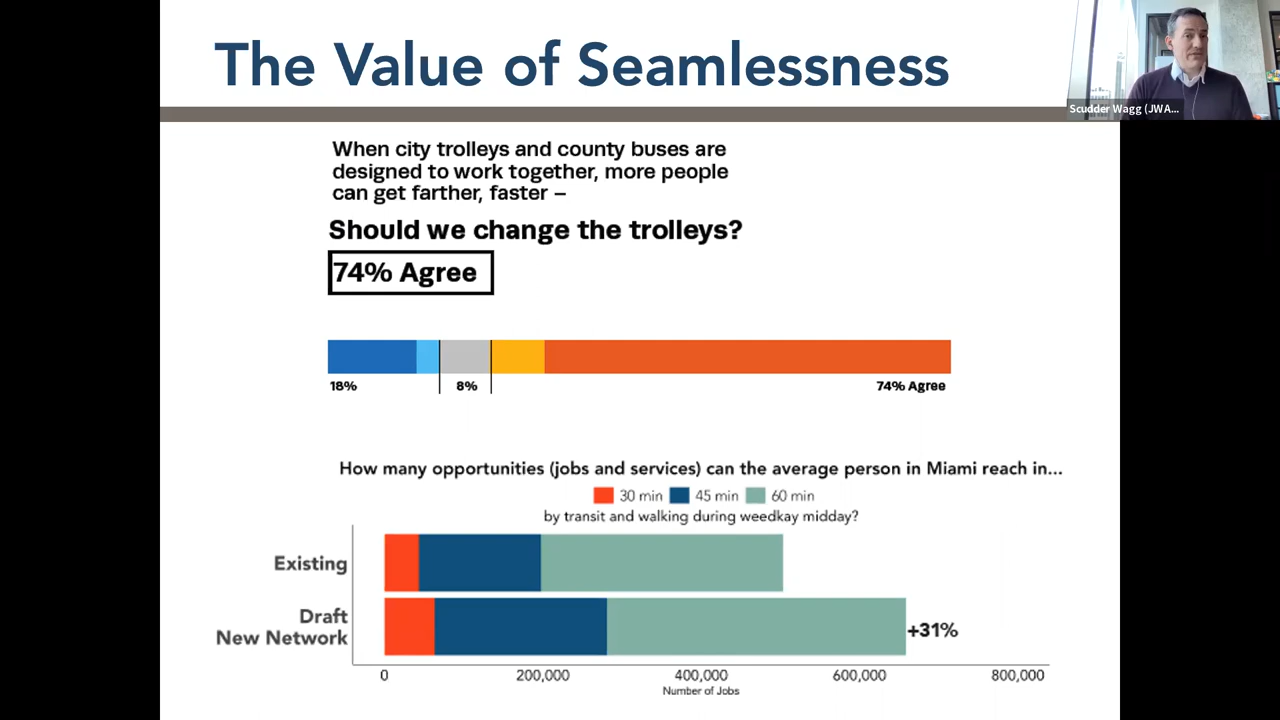 The Value of Seamlessness
Scudder Wagg (JWA...
When city trolleys and county buses are
designed to work together, more people
can get farther, faster –
Should we change the trolleys?
74% Agree
18%
8%
74% Agree
How many opportunities (jobs and services) can the average person in Miami reach in...
30 min 45 min 60 min
by transit and walking during weedkay midday?
Existing
Draft
New Network
+31%
0 200,000 400,000 600,000 800,000
Number of Jobs